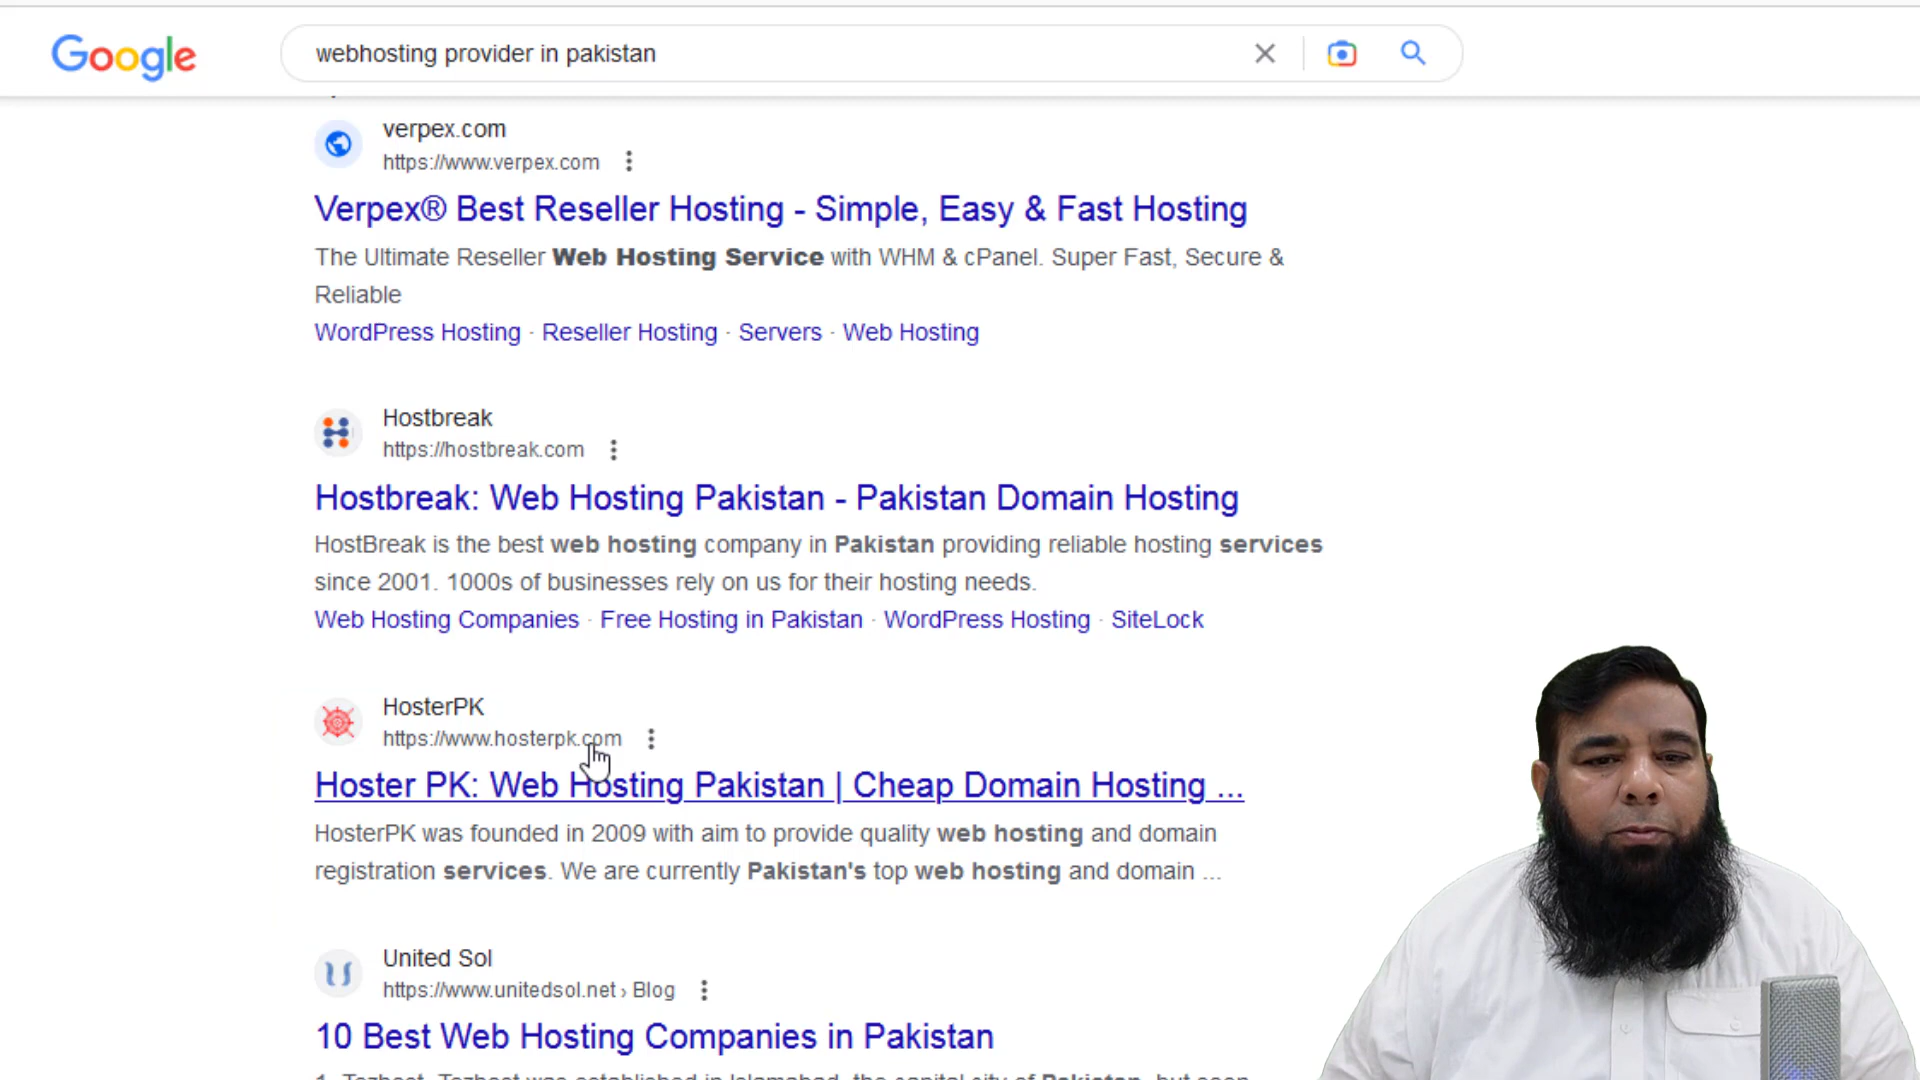 Google
webhosting provider in pakistan
verpex.com
https://www.verpex.com
Verpex® Best Reseller Hosting - Simple, Easy & Fast Hosting
The Ultimate Reseller Web Hosting Service with WHM & cPanel. Super Fast, Secure &
Reliable
WordPress Hosting · Reseller Hosting · Servers · Web Hosting
Hostbreak
https://hostbreak.com
Hostbreak: Web Hosting Pakistan - Pakistan Domain Hosting
HostBreak is the best web hosting company in Pakistan providing reliable hosting services
since 2001. 1000s of businesses rely on us for their hosting needs.
Web Hosting Companies · Free Hosting in Pakistan · WordPress Hosting · SiteLock
HosterPK
https://www.hosterpk.com
Hoster PK: Web Hosting Pakistan | Cheap Domain Hosting ...
HosterPK was founded in 2009 with aim to provide quality web hosting and domain
registration services. We are currently Pakistan's top web hosting and domain ...
United Sol
https://www.unitedsol.net › Blog
10 Best Web Hosting Companies in Pakistan
1. Tezhost. Tezhost was established in Islamabad, the capital city of Pakistan, but soon